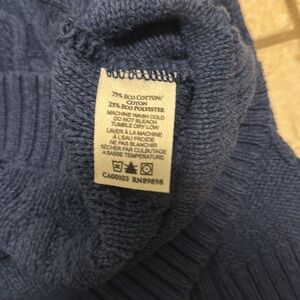 75% ECO COTTON/
COTON
25% ECO POLYESTER
MACHINE WASH COLD
DO NOT BLEACH
TUMBLE DRY LOW
LAVER À LA MACHINE
À L'EAU FROIDE
NE PAS BLANCHIR
SÉCHER PAR CULBUTAGE
A BASSE TEMPERATURE
CA00103 RN89898